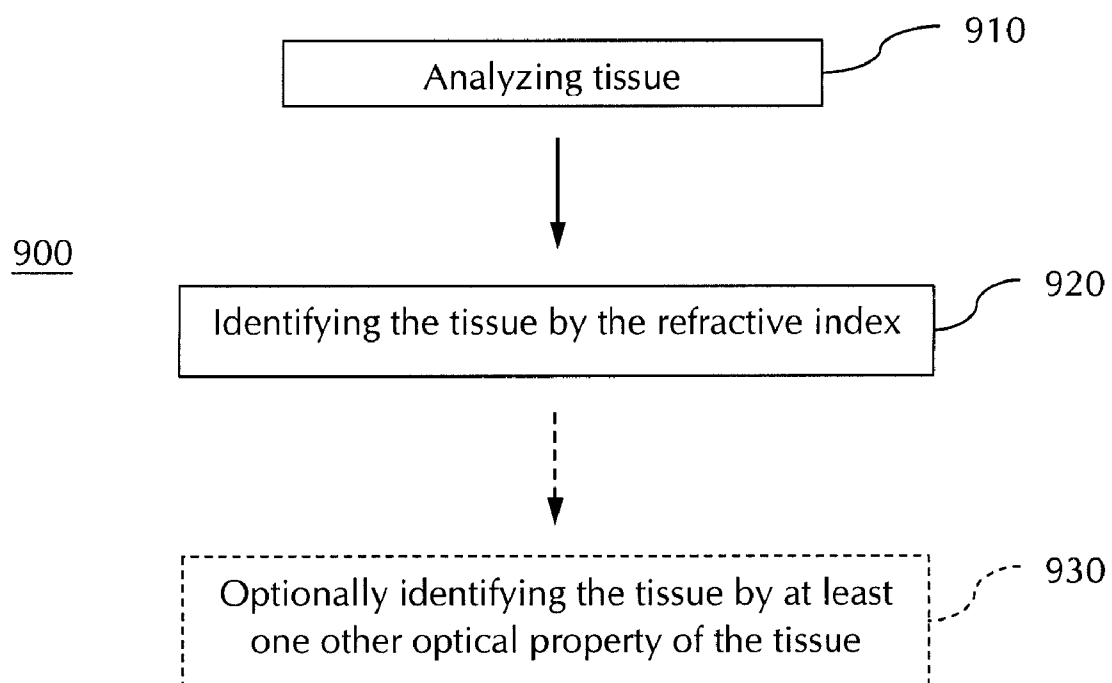 910
Analyzing tissue
900
920
Identifying the tissue by the refractive index
930
Optionally identifying the tissue by at least
one other optical property of the tissue